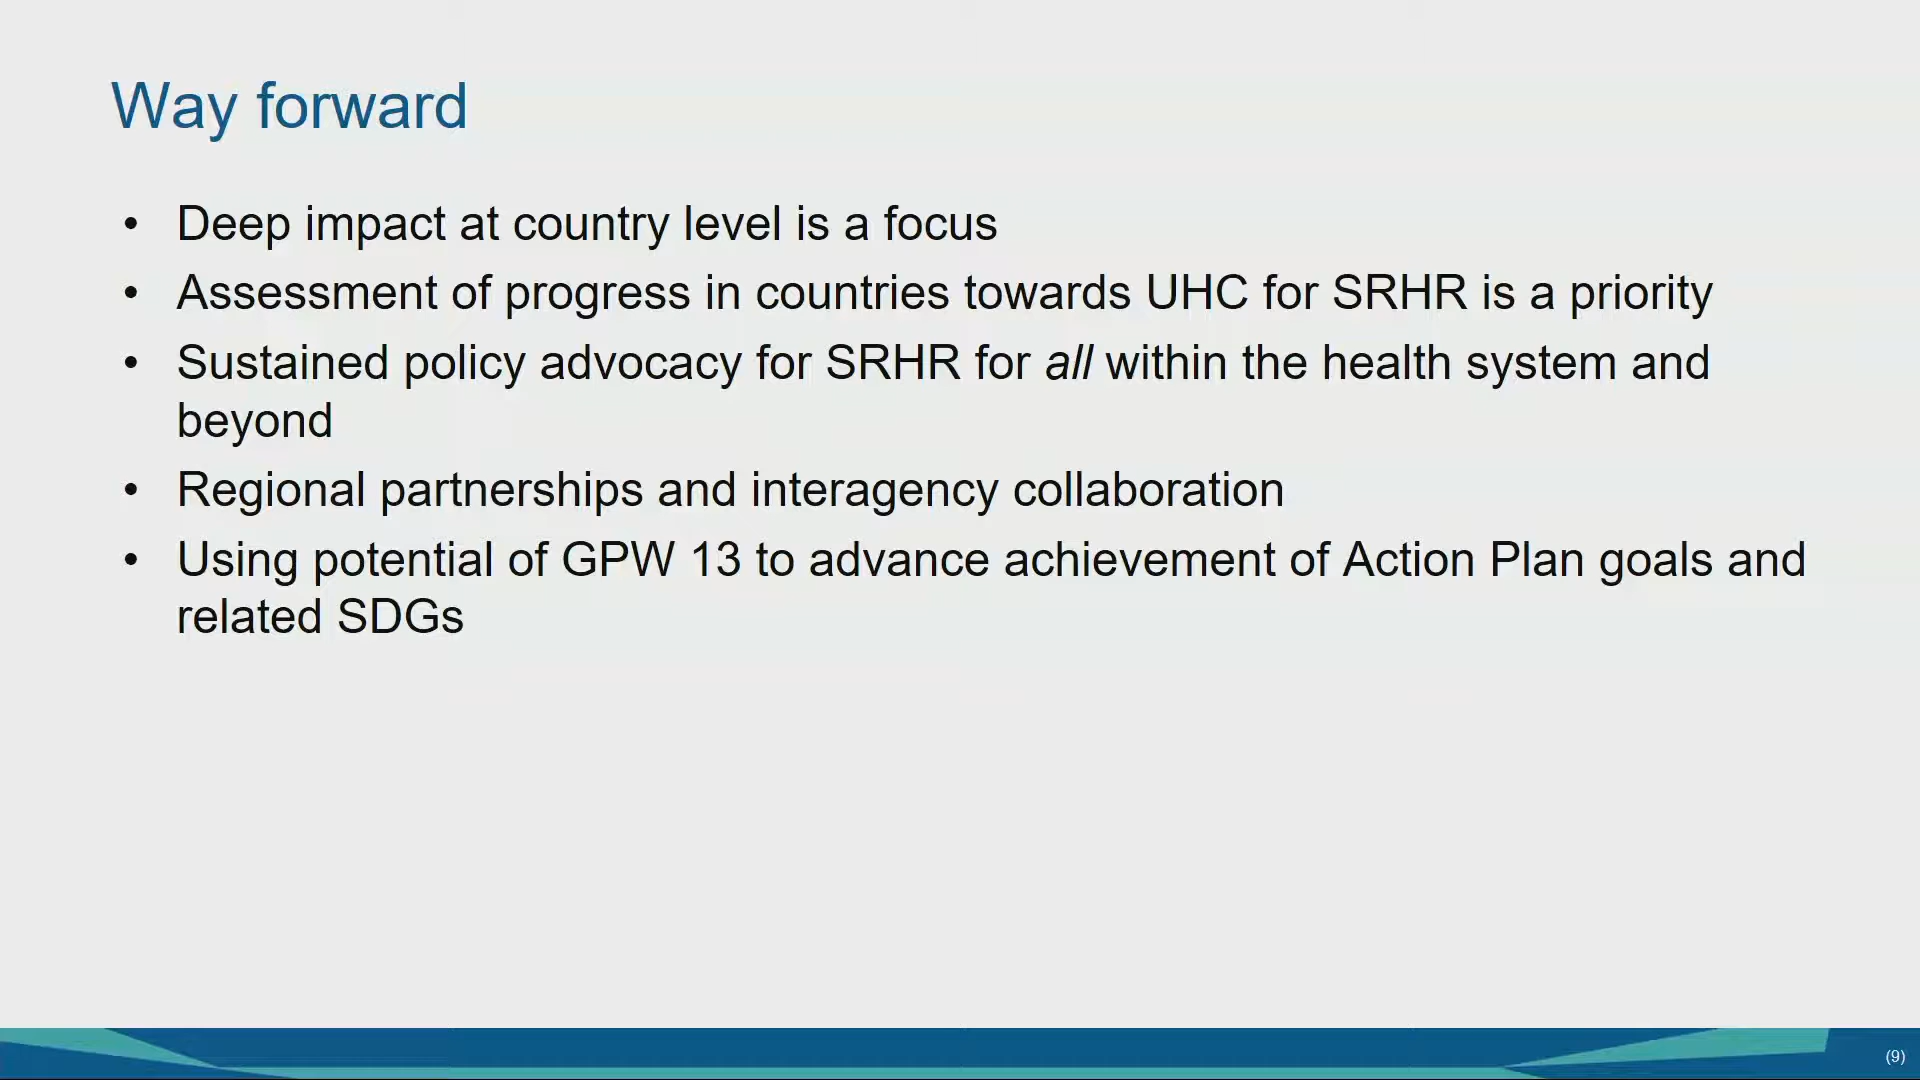 Way forward
• Deep impact at country level is a focus
• Assessment of progress in countries towards UHC for SRHR is a priority
• Sustained policy advocacy for SRHR for all within the health system and
beyond
• Regional partnerships and interagency collaboration
• Using potential of GPW 13 to advance achievement of Action Plan goals and
related SDGs
(9)